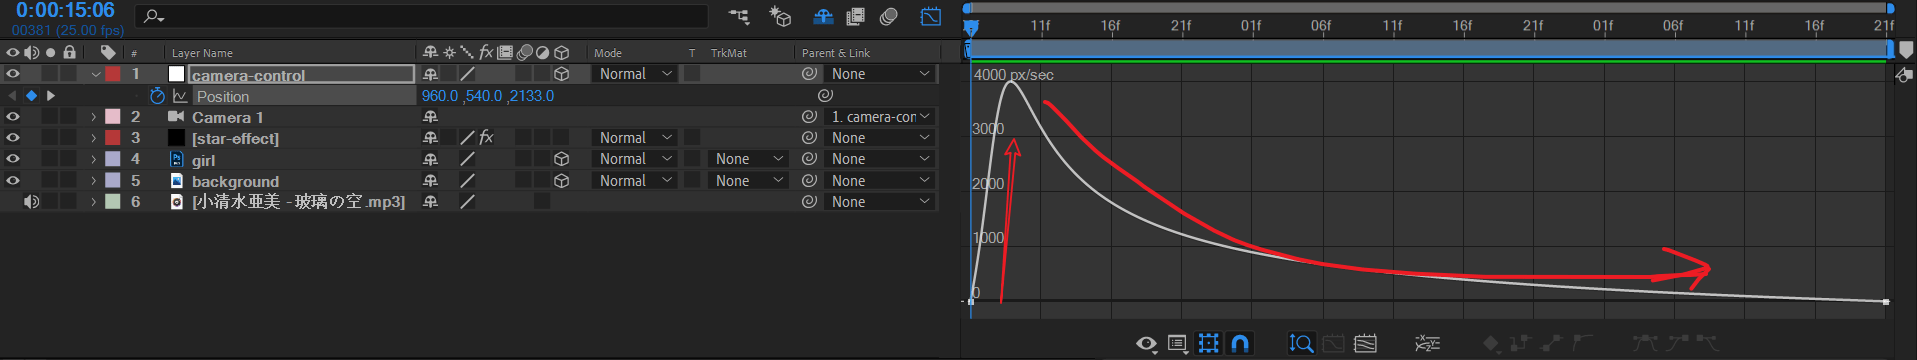 0:00:15:06
00381 (25.00 fps)
# Layer Name Mode T TrkMat Parent & Link
1 camera-control Normal None
Position 960.0 ,540.0 ,2133.0
2 Camera 1 1. camera-con
3 [star-effect] fx Normal None
4 girl Normal None None
5 background Normal None None
6 [小清水亜美 - 玻璃の空.mp3] None
11f 16f 21f 01f 06f 11f 16f 21f 01f 06f 11f 16f 21f
4000 px/sec
3000
2000
1000
0